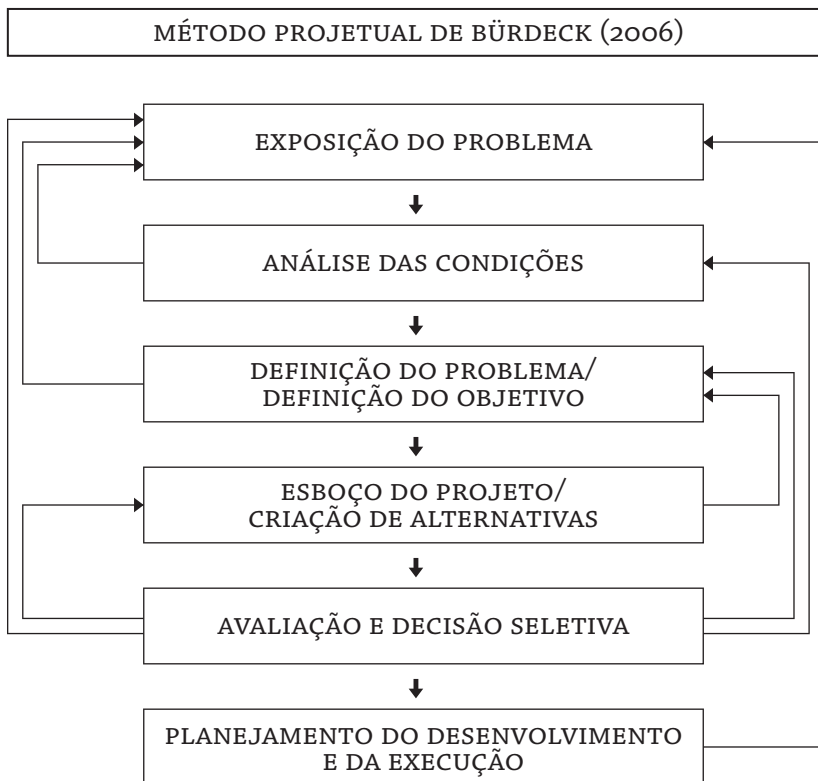 MÉTODO PROJETUAL DE BÜRDECK (2006)
EXPOSIÇÃO DO PROBLEMA
ANÁLISE DAS CONDIÇÕES
DEFINIÇÃO DO PROBLEMA/
DEFINIÇÃO DO OBJETIVO
ESBOÇO DO PROJETO/
CRIAÇÃO DE ALTERNATIVAS
AVALIAÇÃO E DECISÃO SELETIVA
PLANEJAMENTO DO DESENVOLVIMENTO
E DA EXECUÇÃO